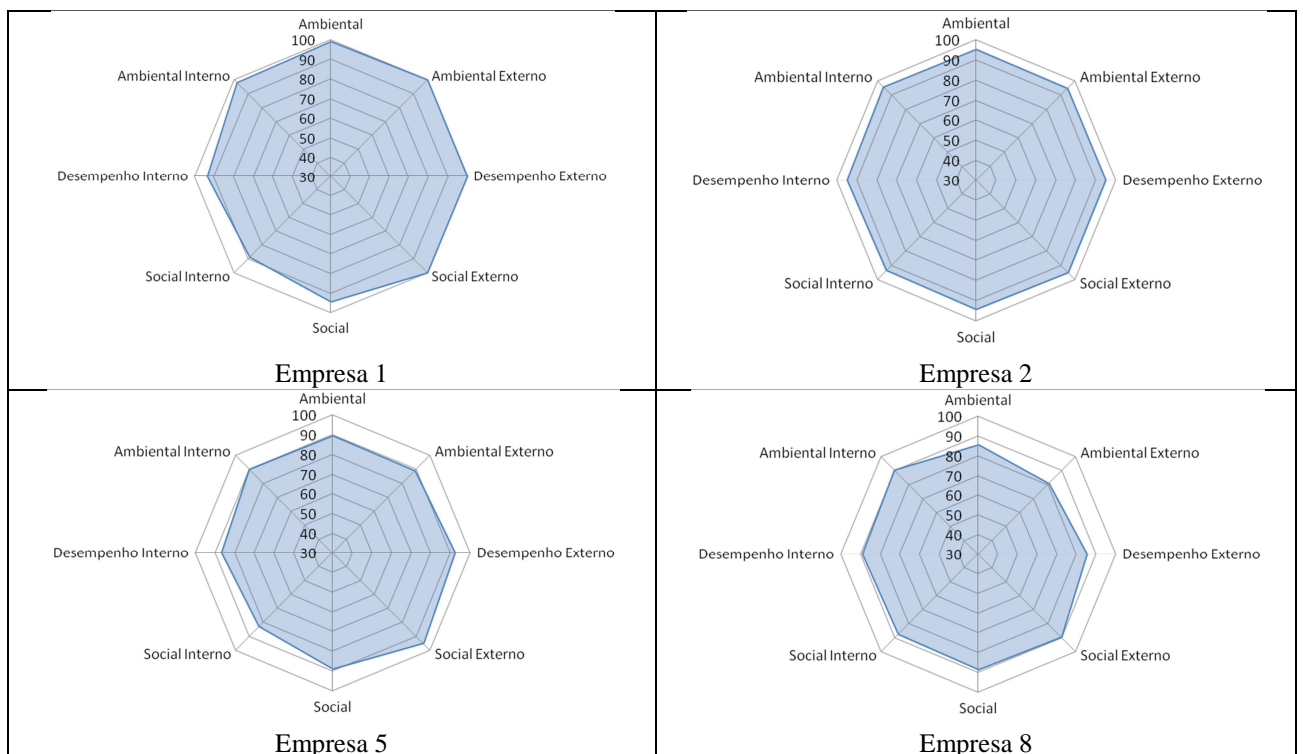 Ambiental
100
Ambiental Interno
90
Ambiental Externo
80
70
60
50
40
Desempenho Interno
30
Desempenho Externo
Social Interno
Social Externo
Social
Empresa 1
Ambiental
100
Ambiental Interno
90
Ambiental Externo
80
70
60
50
40
Desempenho Interno
30
Desempenho Externo
Social Interno
Social Externo
Social
Empresa 2
Ambiental
100
Ambiental Interno
90
Ambiental Externo
80
70
60
50
40
Desempenho Interno
30
Desempenho Externo
Social Interno
Social Externo
Social
Empresa 5
Ambiental
100
Ambiental Interno
90
Ambiental Externo
80
70
60
50
40
Desempenho Interno
30
Desempenho Externo
Social Interno
Social Externo
Social
Empresa 8